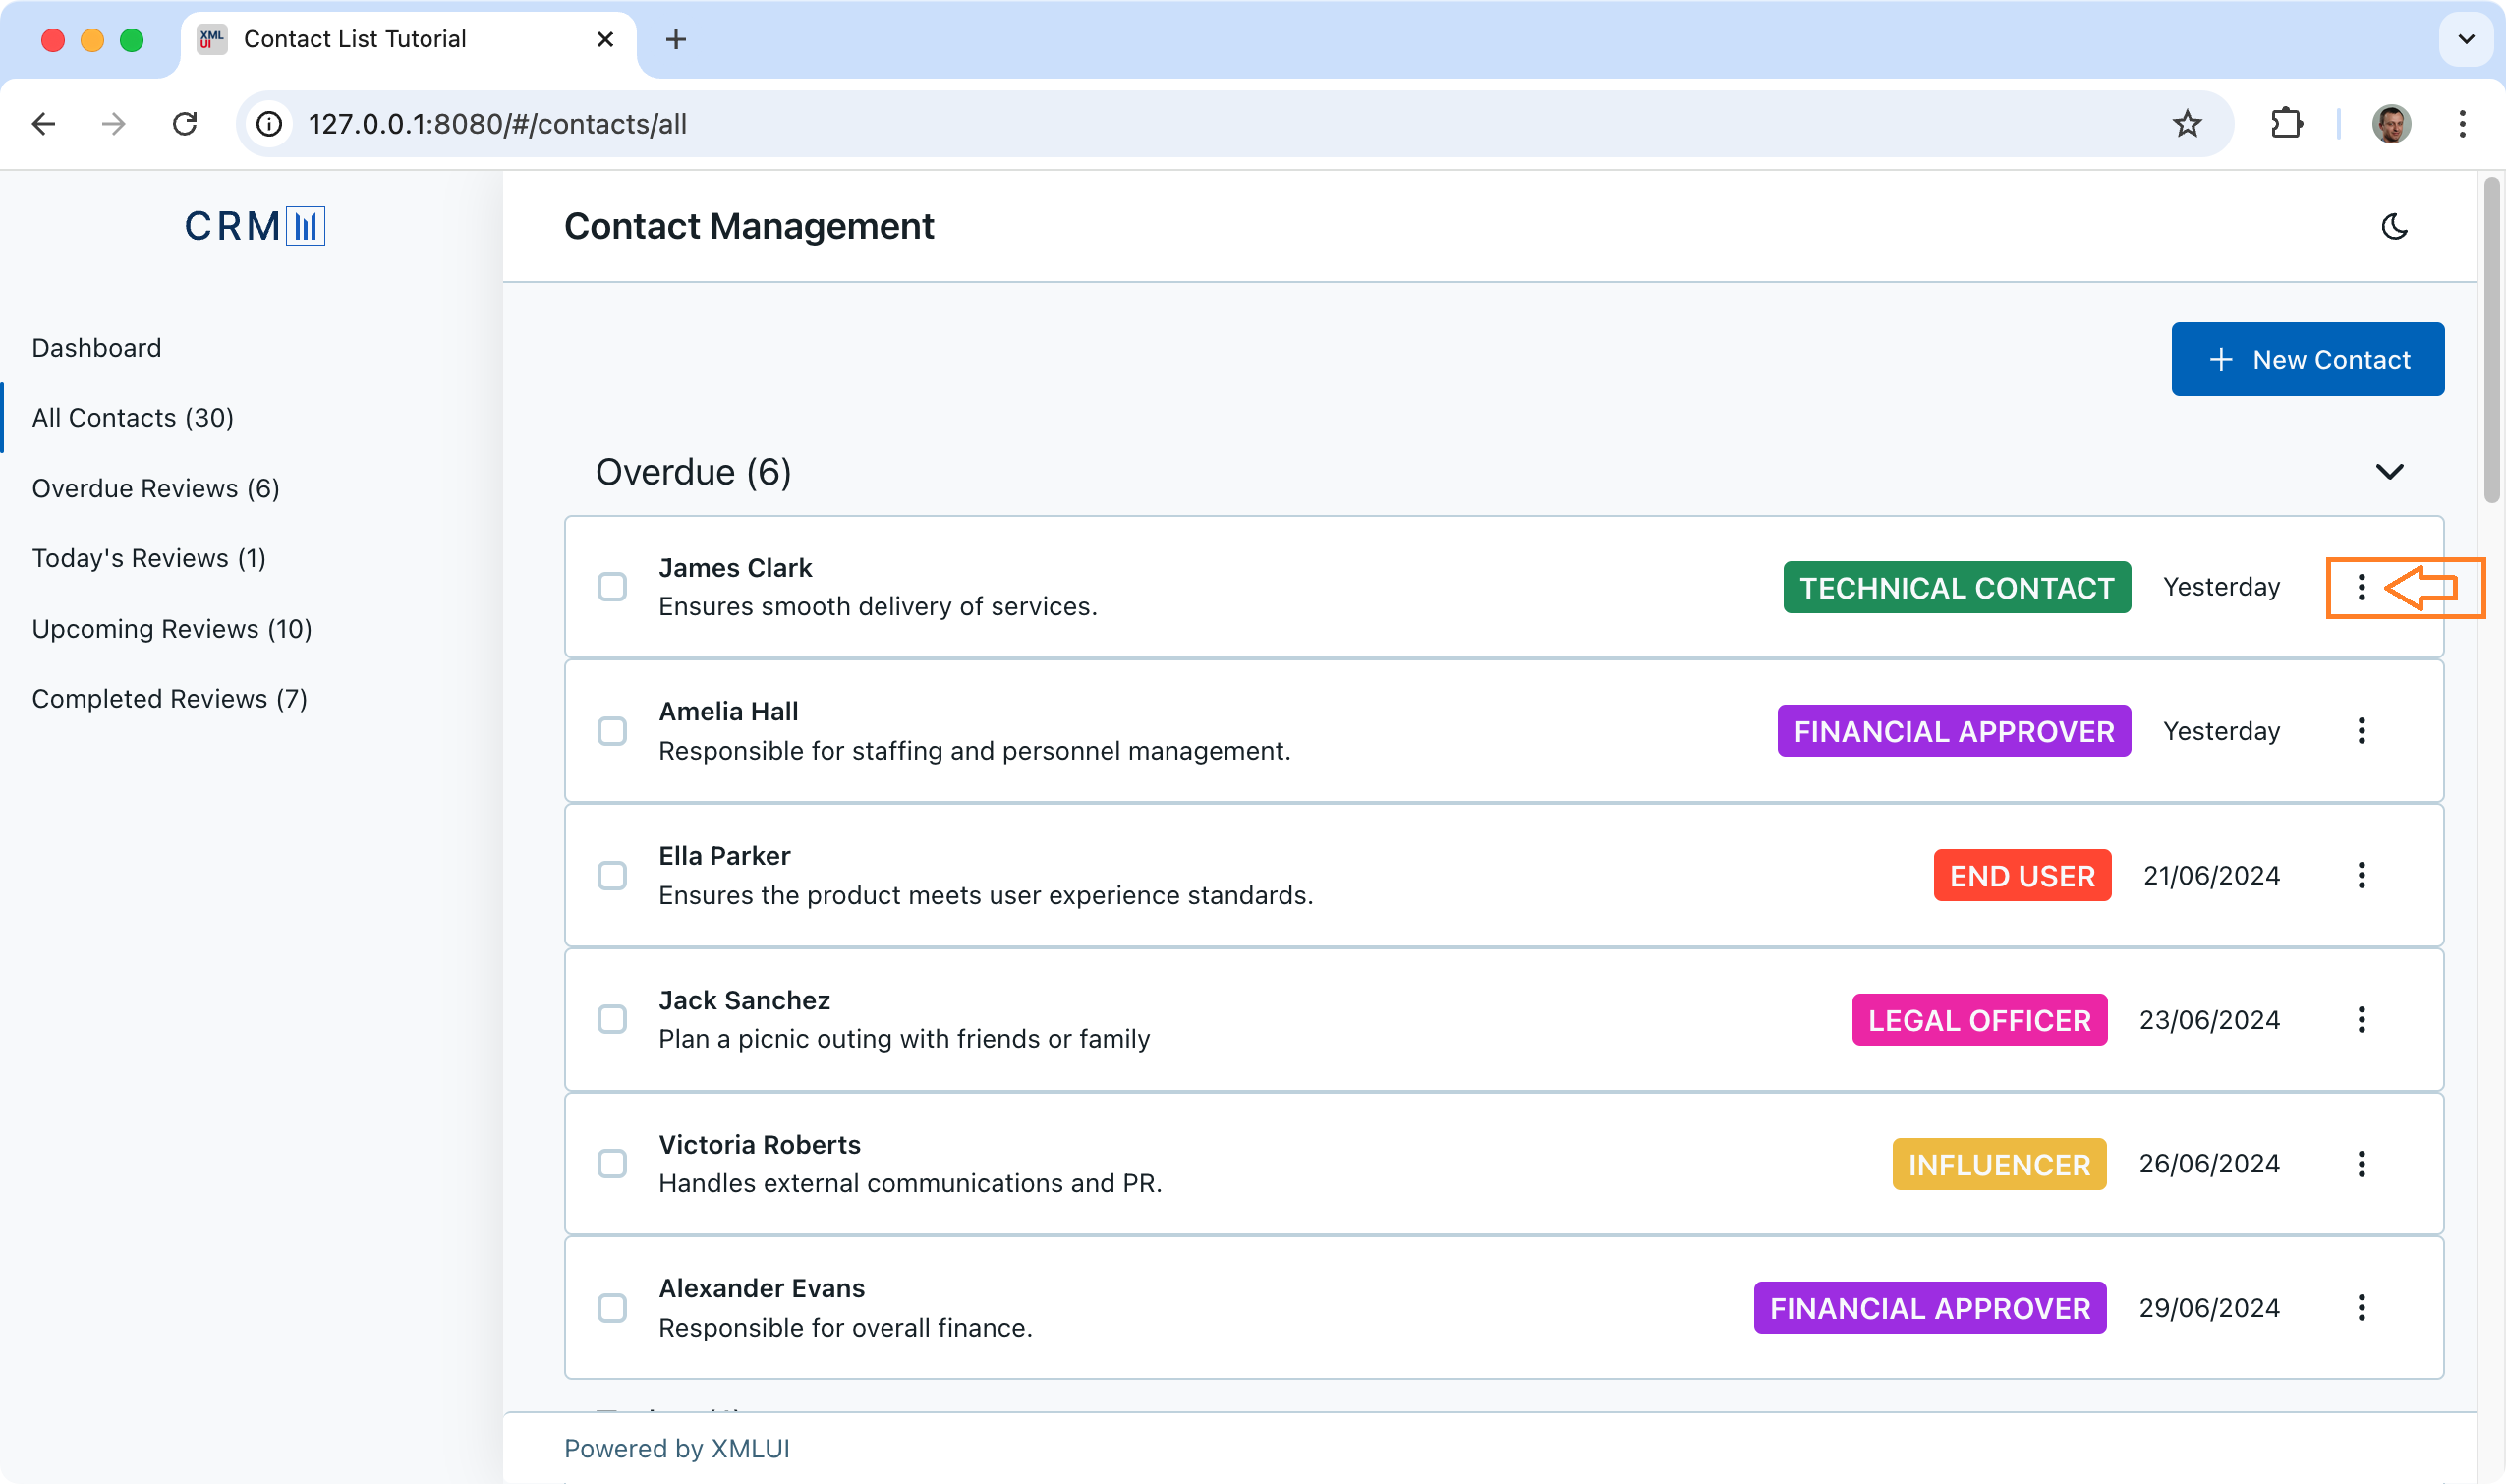 XML
UI
Contact List Tutorial
127.0.0.1:8080/#/contacts/all
CRM
Contact Management
Dashboard
All Contacts (30)
Overdue Reviews (6)
Today's Reviews (1)
Upcoming Reviews (10)
Completed Reviews (7)
New Contact
Overdue (6)
James Clark
Ensures smooth delivery of services.
TECHNICAL CONTACT Yesterday
Amelia Hall
Responsible for staffing and personnel management.
FINANCIAL APPROVER Yesterday
Ella Parker
Ensures the product meets user experience standards.
END USER 21/06/2024
Jack Sanchez
Plan a picnic outing with friends or family
LEGAL OFFICER 23/06/2024
Victoria Roberts
Handles external communications and PR.
INFLUENCER 26/06/2024
Alexander Evans
Responsible for overall finance.
FINANCIAL APPROVER 29/06/2024
Powered by XMLUI